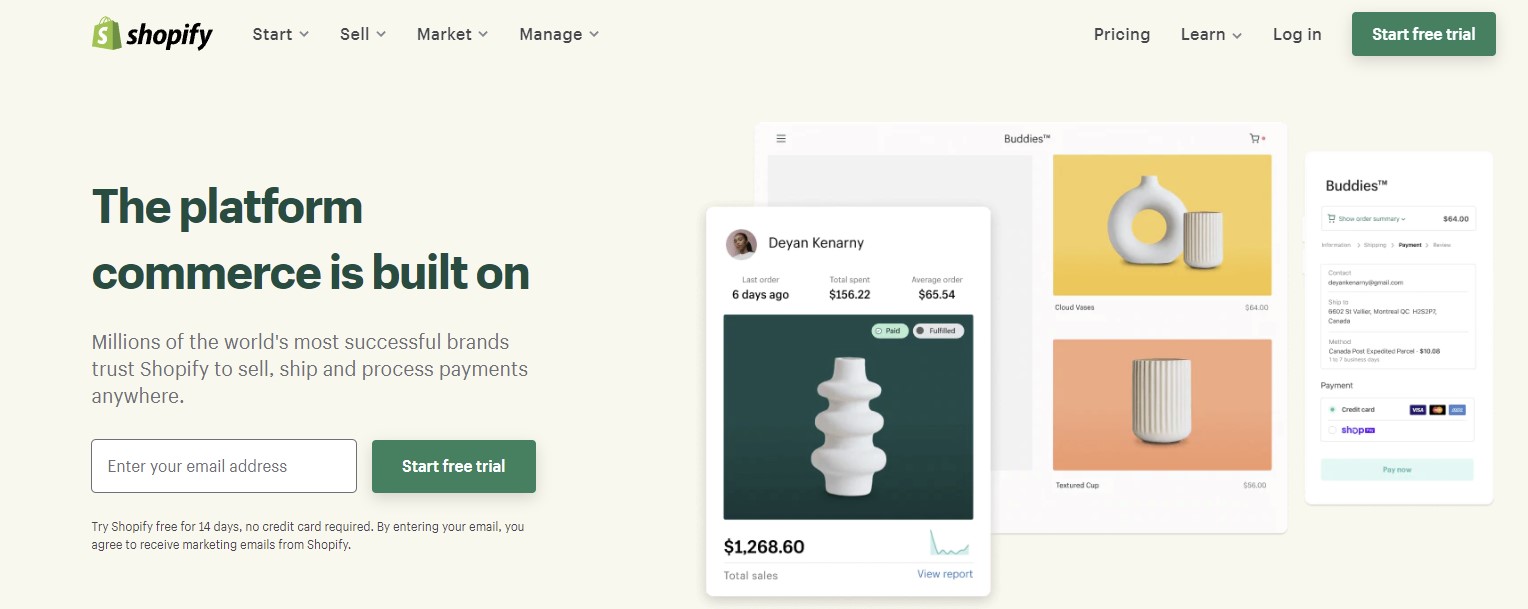 shopify
Start
Sell
Market
Manage
Pricing
Learn
Log in
Start free trial
The platform
commerce is built on
Millions of the world's most successful brands
trust Shopify to sell, ship and process payments
anywhere.
Enter your email address
Start free trial
Try Shopify free for 14 days, no credit card required. By entering your email, you
agree to receive marketing emails from Shopify.
Buddies™
Cloud Vases $64.00
Textured Cup $56.00
Deyan Kenarny
Last order Total spent Average order
6 days ago $156.22 $65.54
Paid Fulfilled
$1,268.60
Total sales View report
Buddies™
Show order summary $64.00
Information Shipping Payment Review
Contact
deyankenarny@gmail.com
Ship to
6602 St Vallier, Montreal QC H2S2P7,
Canada
Method
Canada Post Expedited Parcel · $10.08
1 to 7 business days
Payment
Credit card VISA
shop Pay
Pay now